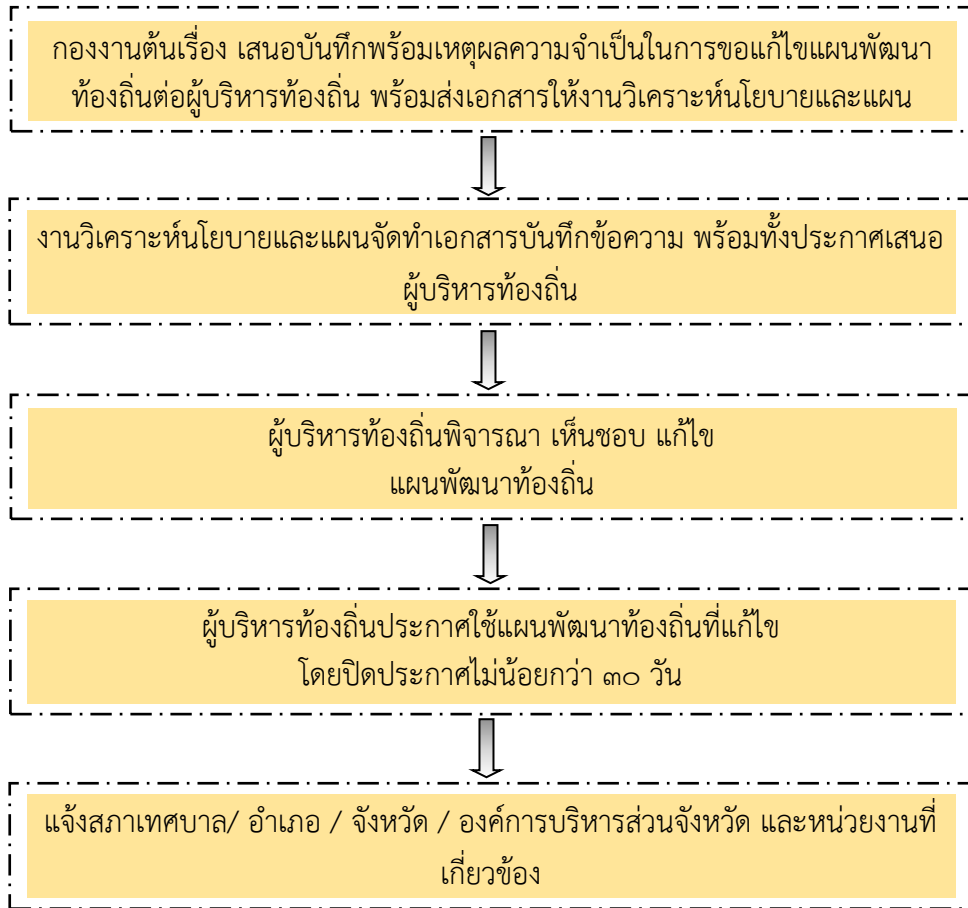 กองงานต้นเรื่อง เสนอบันทึกพร้อมเหตุผลความจำเป็นในการขอแก้ไขแผนพัฒนา
ท้องถิ่นต่อผู้บริหารท้องถิ่น พร้อมส่งเอกสารให้งานวิเคราะห์นโยบายและแผน
งานวิเคราะห์นโยบายและแผนจัดทำเอกสารบันทึกข้อความ พร้อมทั้งประกาศเสนอ
ผู้บริหารท้องถิ่น
ผู้บริหารท้องถิ่นพิจารณา เห็นชอบ แก้ไข
แผนพัฒนาท้องถิ่น
ผู้บริหารท้องถิ่นประกาศใช้แผนพัฒนาท้องถิ่นที่แก้ไข
โดยปิดประกาศไม่น้อยกว่า ๓๐ วัน
แจ้งสภาเทศบาล/ อำเภอ / จังหวัด / องค์การบริหารส่วนจังหวัด และหน่วยงานที่
เกี่ยวข้อง